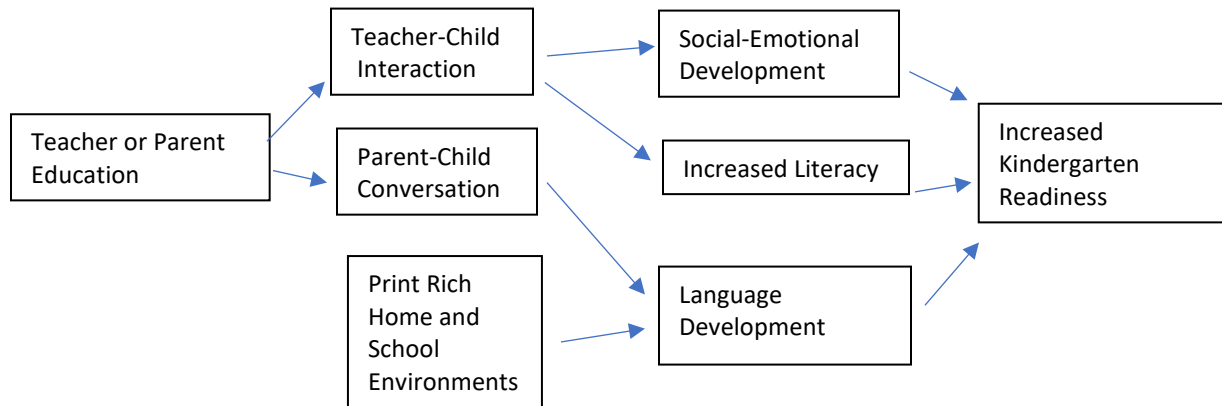 Teacher or Parent
Education
Teacher-Child
Interaction
Parent-Child
Conversation
Print Rich
Home and
School
Environments
Social-Emotional
Development
Increased Literacy
Language
Development
Increased
Kindergarten
Readiness